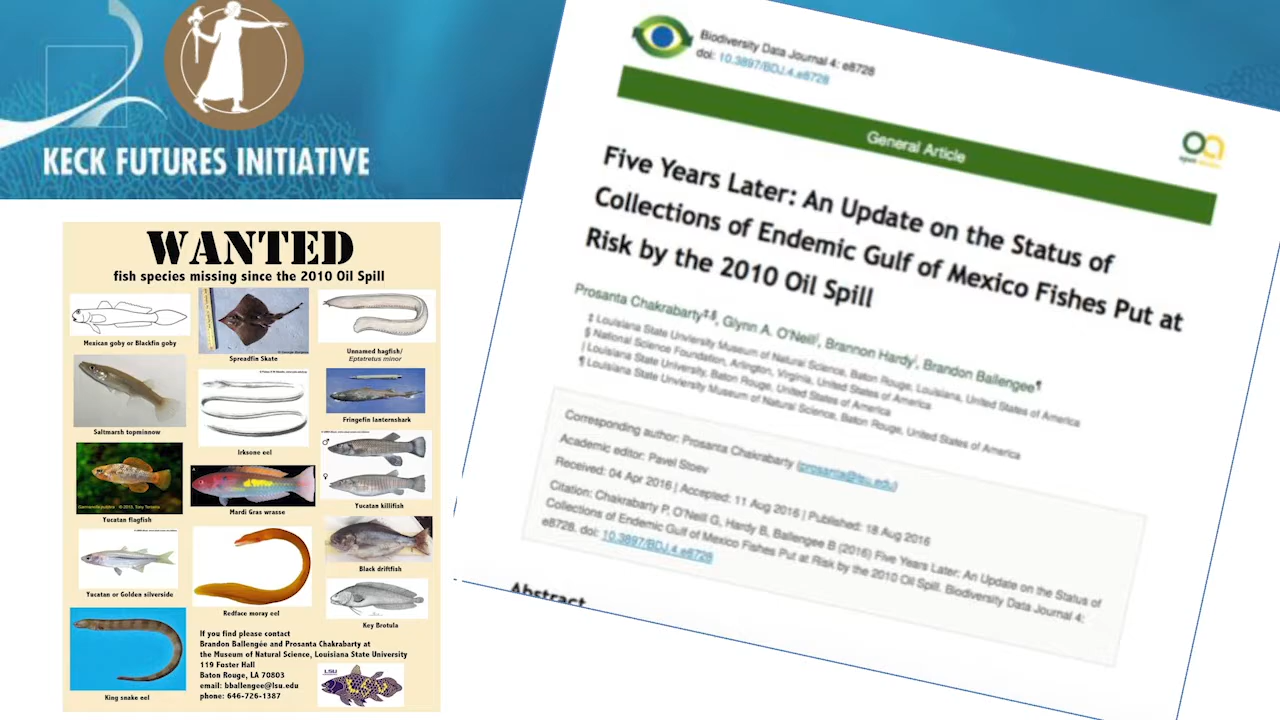 KECK FUTURES INITIATIVE
WANTED
fish species missing since the 2010 Oil Spill
Mexican goby or Blackfin goby
Spreadfin Skate
Unnamed hagfish/
Eptatretus minor
Saltmarsh topminnow
Irksone eel
Fringefin lanternshark
Yucatan flagfish
Mardi Gras wrasse
Yucatan killifish
Yucatan or Golden silverside
Redface moray eel
Black driftfish
Key Brotula
King snake eel
If you find please contact
Brandon Ballengée and Prosanta Chakrabarty at
the Museum of Natural Science, Louisiana State University
119 Foster Hall
Baton Rouge, LA 70803
email: bballengee@lsu.edu
phone: 646-726-1387
LSU
Biodiversity Data Journal 4: e8728
doi: 10.3897/BDJ.4.e8728
General Article
Five Years Later: An Update on the Status of
Collections of Endemic Gulf of Mexico Fishes Put at
Risk by the 2010 Oil Spill
Prosanta Chakrabarty‡,§, Glynn A. O'Neill|, Brannon Hardy|, Brandon Ballengee¶
‡ Louisiana State University Museum of Natural Science, Baton Rouge, Louisiana, United States of America
§ National Science Foundation, Arlington, Virginia, United States of America
| Louisiana State University, Baton Rouge, United States of America
¶ Louisiana State Unviersity Museum of Natural Science, Baton Rouge, United States of America
Corresponding author: Prosanta Chakrabarty (prosanta@lsu.edu)
Academic editor: Pavel Stoev
Received: 04 Apr 2016 | Accepted: 11 Aug 2016 | Published: 18 Aug 2016
Citation: Chakrabarty P, O'Neill G, Hardy B, Ballengee B (2016) Five Years Later: An Update on the Status of
Collections of Endemic Gulf of Mexico Fishes Put at Risk by the 2010 Oil Spill. Biodiversity Data Journal 4:
e8728. doi: 10.3897/BDJ.4.e8728
Abstract